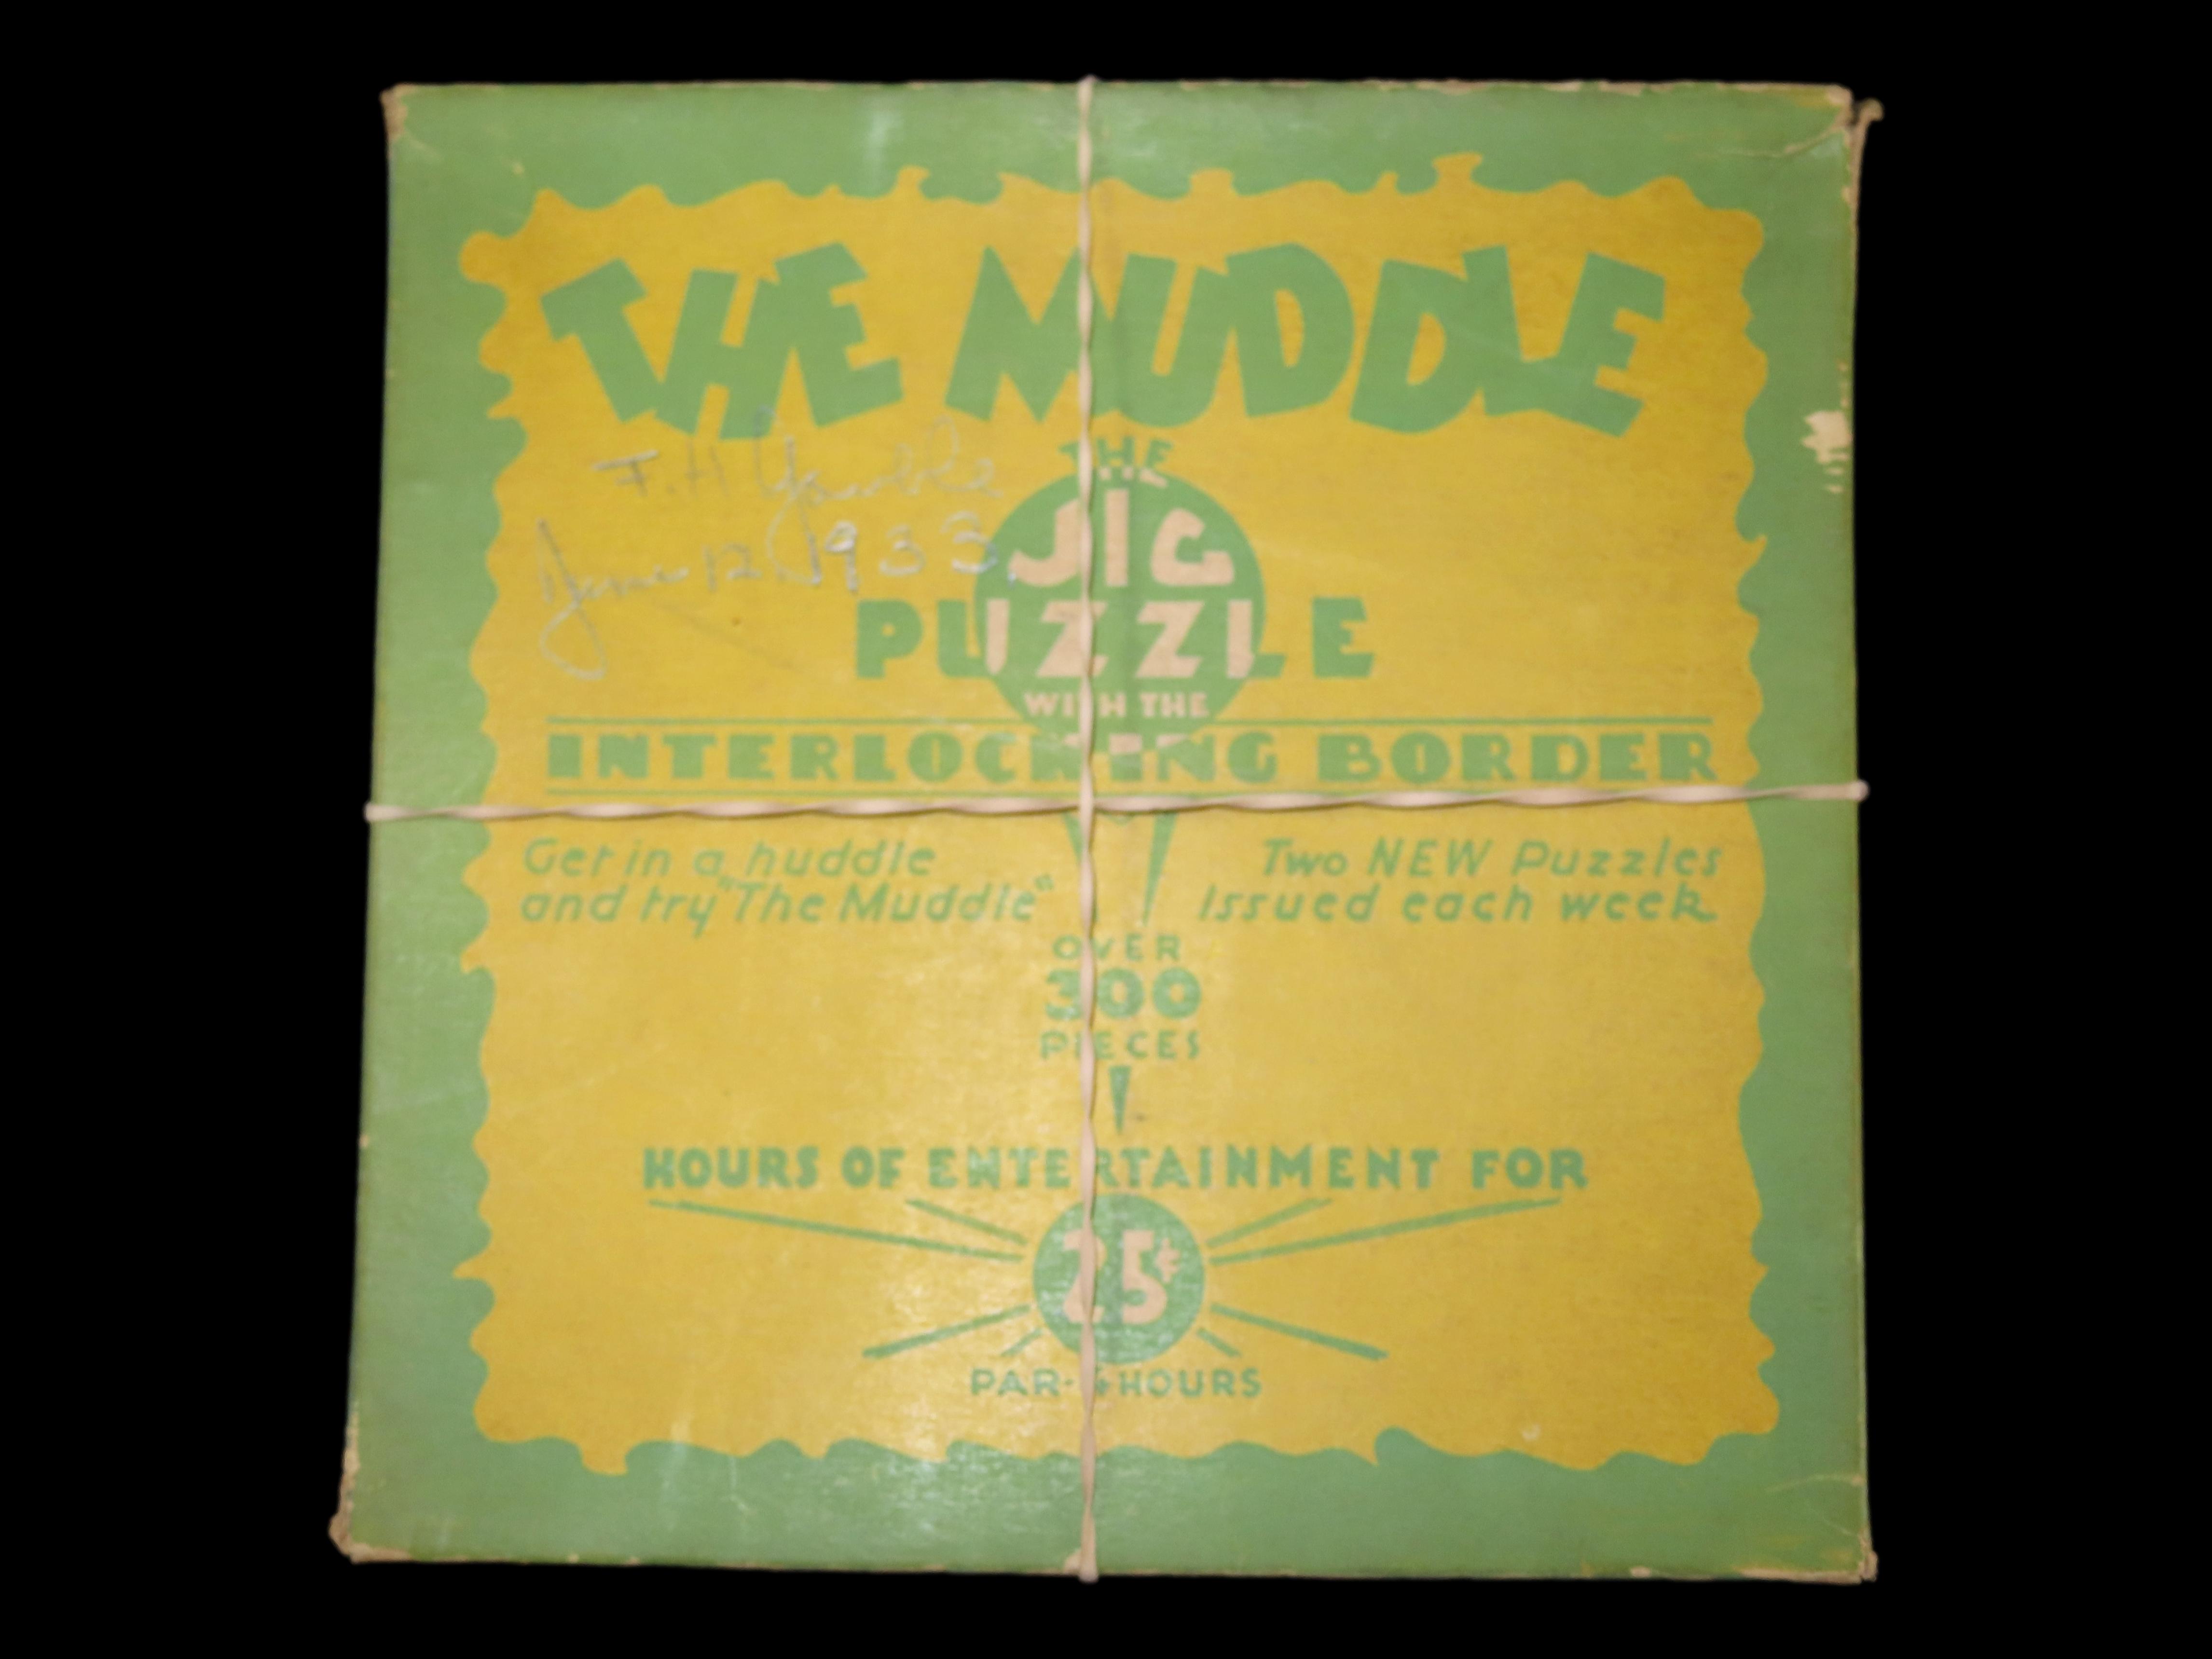 THE MUDDLE
F.H
June 12 1933
THE
JIG
PUZZLE
WITH THE
INTERLOCKING BORDER
Get in a huddle
and try "The Muddle"
Two NEW Puzzles
Issued each week
OVER
300
PIECES
HOURS OF ENTERTAINMENT FOR
25¢
PAR-4 HOURS